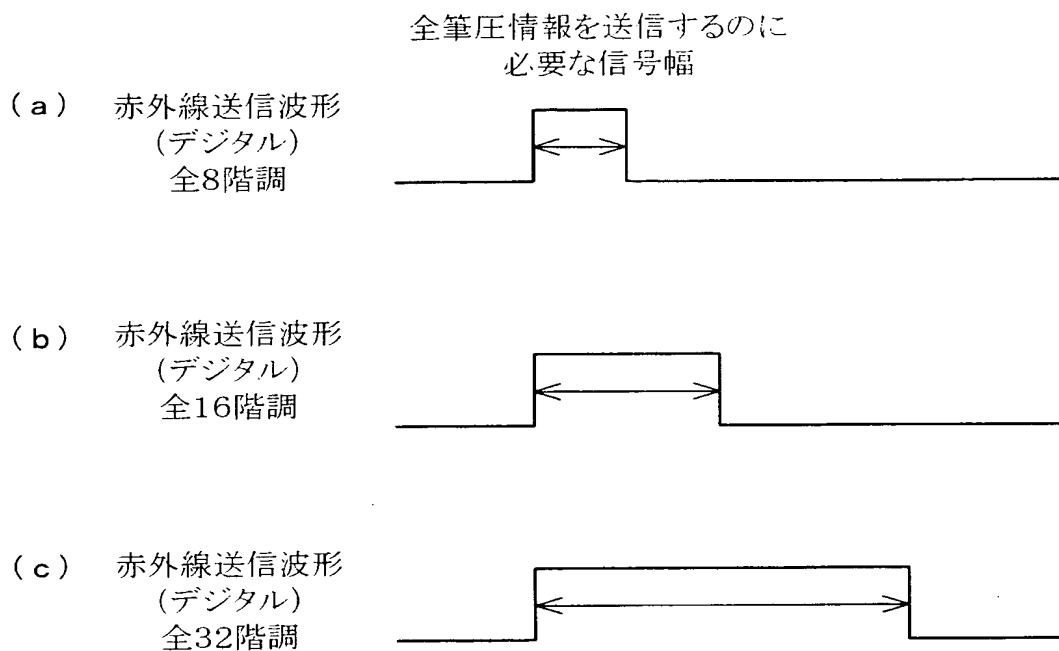 全筆圧情報を送信するのに
必要な信号幅
(a) 赤外線送信波形
(デジタル)
全8階調
(b) 赤外線送信波形
(デジタル)
全16階調
(c) 赤外線送信波形
(デジタル)
全32階調